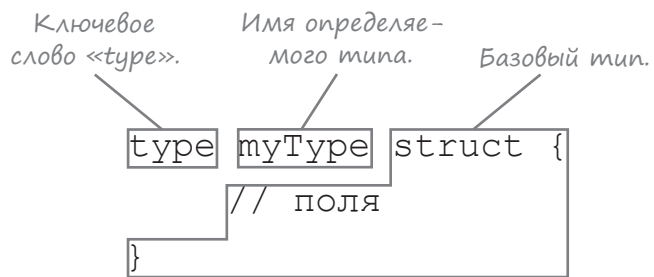 Ключевое
слово «type».
Имя определяе-
мого типа.
Базовый тип.
type myType struct {
// поля
}